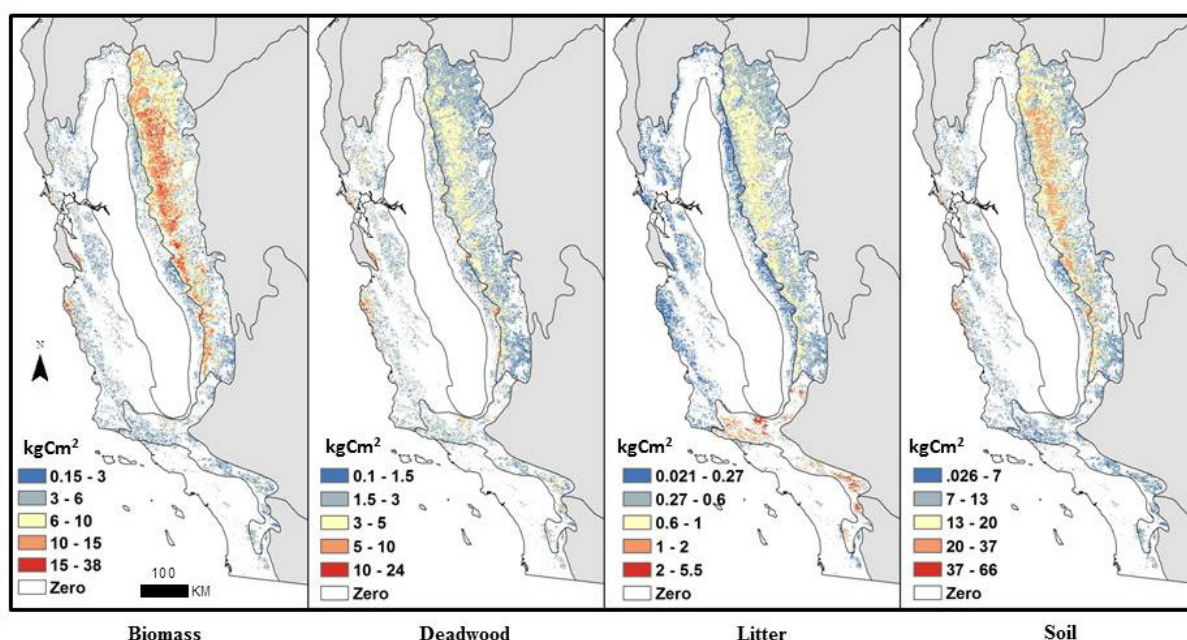 N
kgCm²
0.15 - 3
3 - 6
6 - 10
10 - 15
15 - 38
Zero
100
KM
kgCm²
0.1 - 1.5
1.5 - 3
3 - 5
5 - 10
10 - 24
Zero
kgCm²
0.021 - 0.27
0.27 - 0.6
0.6 - 1
1 - 2
2 - 5.5
Zero
kgCm²
.026 - 7
7 - 13
13 - 20
20 - 37
37 - 66
Zero
Biomass
Deadwood
Litter
Soil